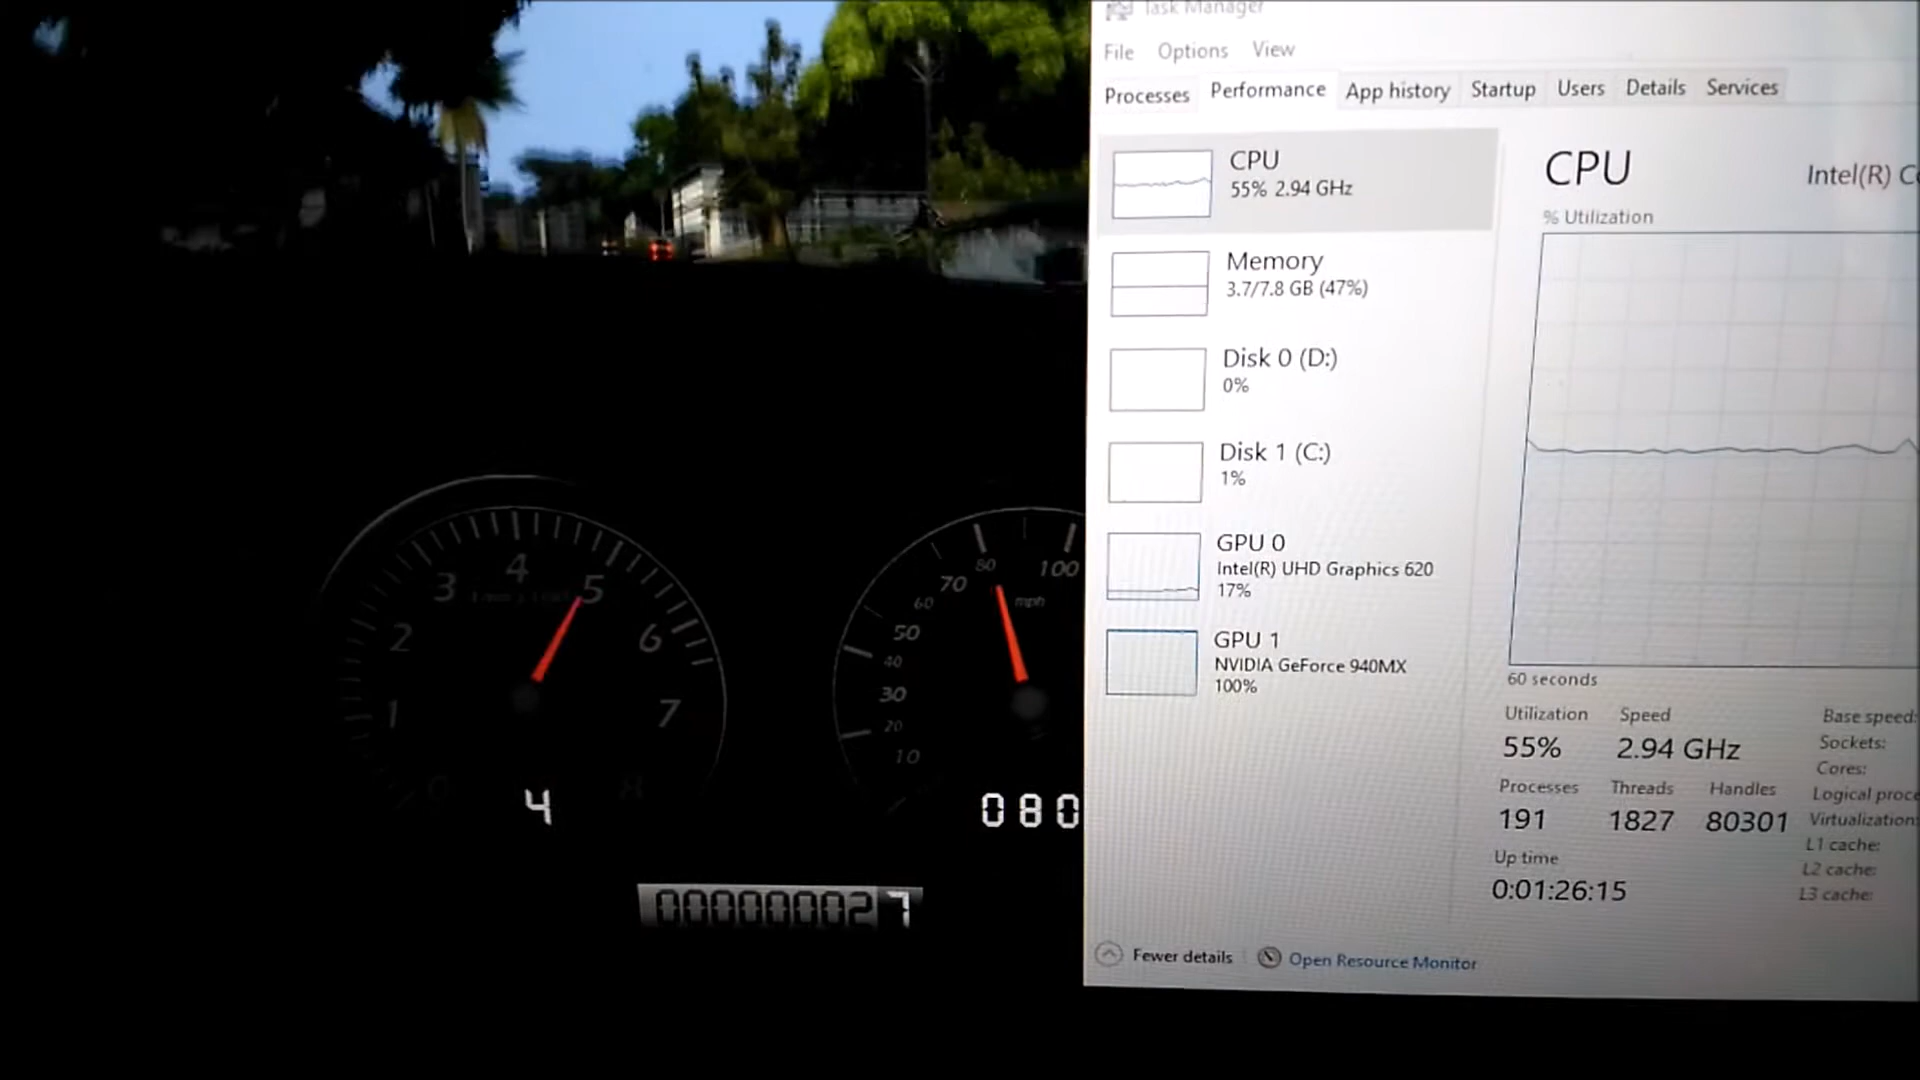 Task Manager
File Options View
Processes Performance App history Startup Users Details Services
CPU
55% 2.94 GHz
Memory
3.7/7.8 GB (47%)
Disk 0 (D:)
0%
Disk 1 (C:)
1%
GPU 0
Intel(R) UHD Graphics 620
17%
GPU 1
NVIDIA GeForce 940MX
100%
CPU Intel(R)
% Utilization
60 seconds
Utilization Speed
55% 2.94 GHz
Processes Threads Handles
191 1827 80301
Up time
0:01:26:15
Base speed:
Sockets:
Cores:
Logical
Virtualization:
L1 cache:
L2 cache:
L3 cache:
Fewer details Open Resource Monitor
1 2 3 4 5 6 7 8
4
10 20 30 40 50 60 70 80 100
mph
080
0000000027